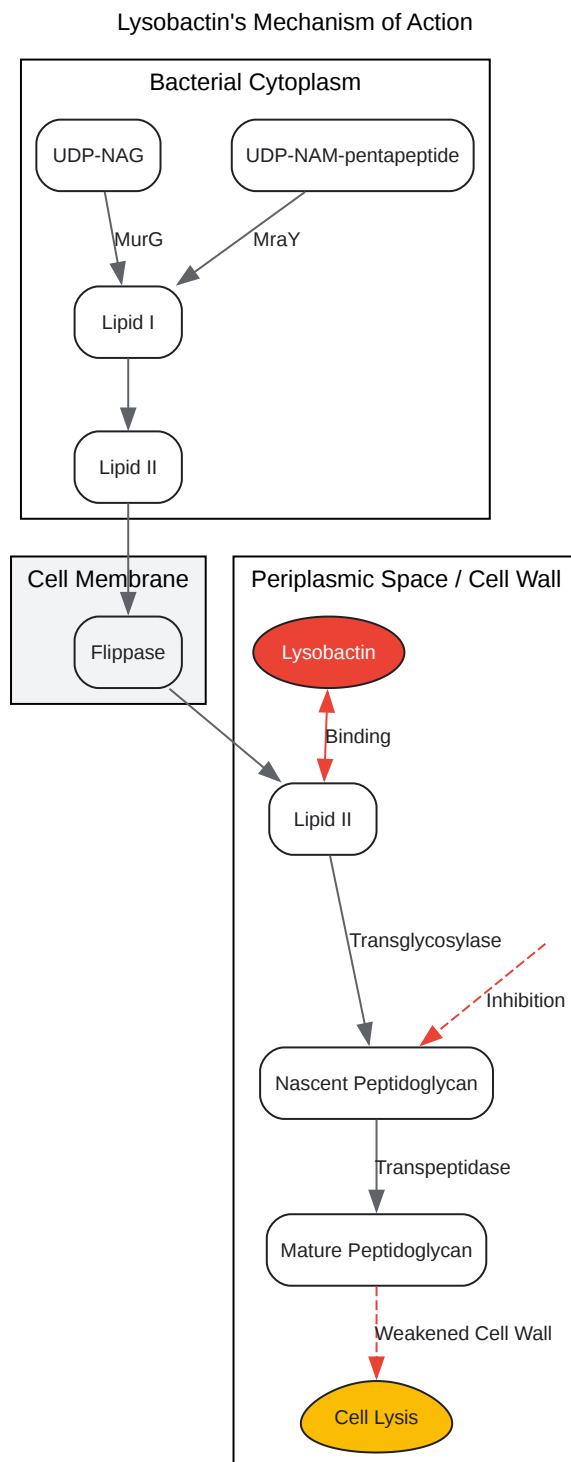 Lysobactin's Mechanism of Action
Bacterial Cytoplasm
UDP-NAG
UDP-NAM-pentapeptide
MurG
MraY
Lipid I
Lipid II
Cell Membrane
Periplasmic Space / Cell Wall
Flippase
Lysobactin
Binding
Lipid II
Transglycosylase
Inhibition
Nascent Peptidoglycan
Transpeptidase
Mature Peptidoglycan
Weakened Cell Wall
Cell Lysis